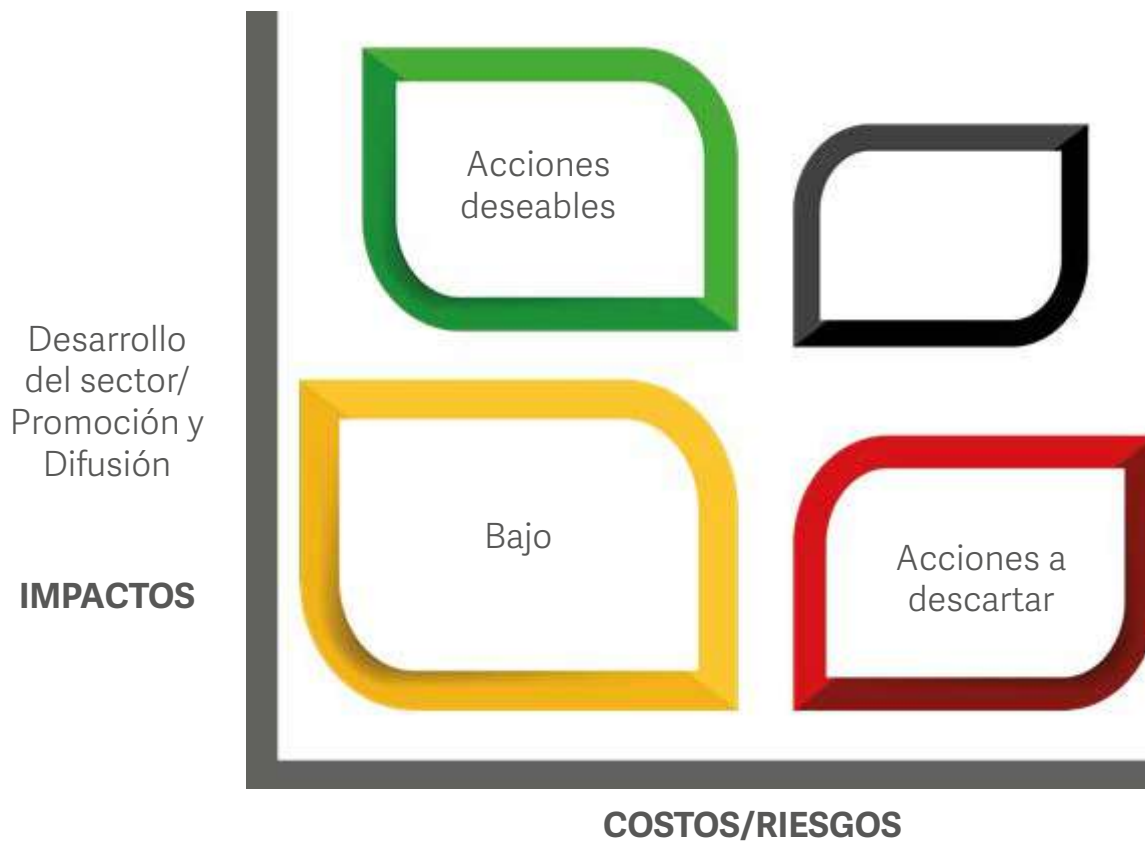 Acciones
deseables
Desarrollo
del sector/
Promoción y
Difusión
Bajo
Acciones a
descartar
IMPACTOS
COSTOS/RIESGOS